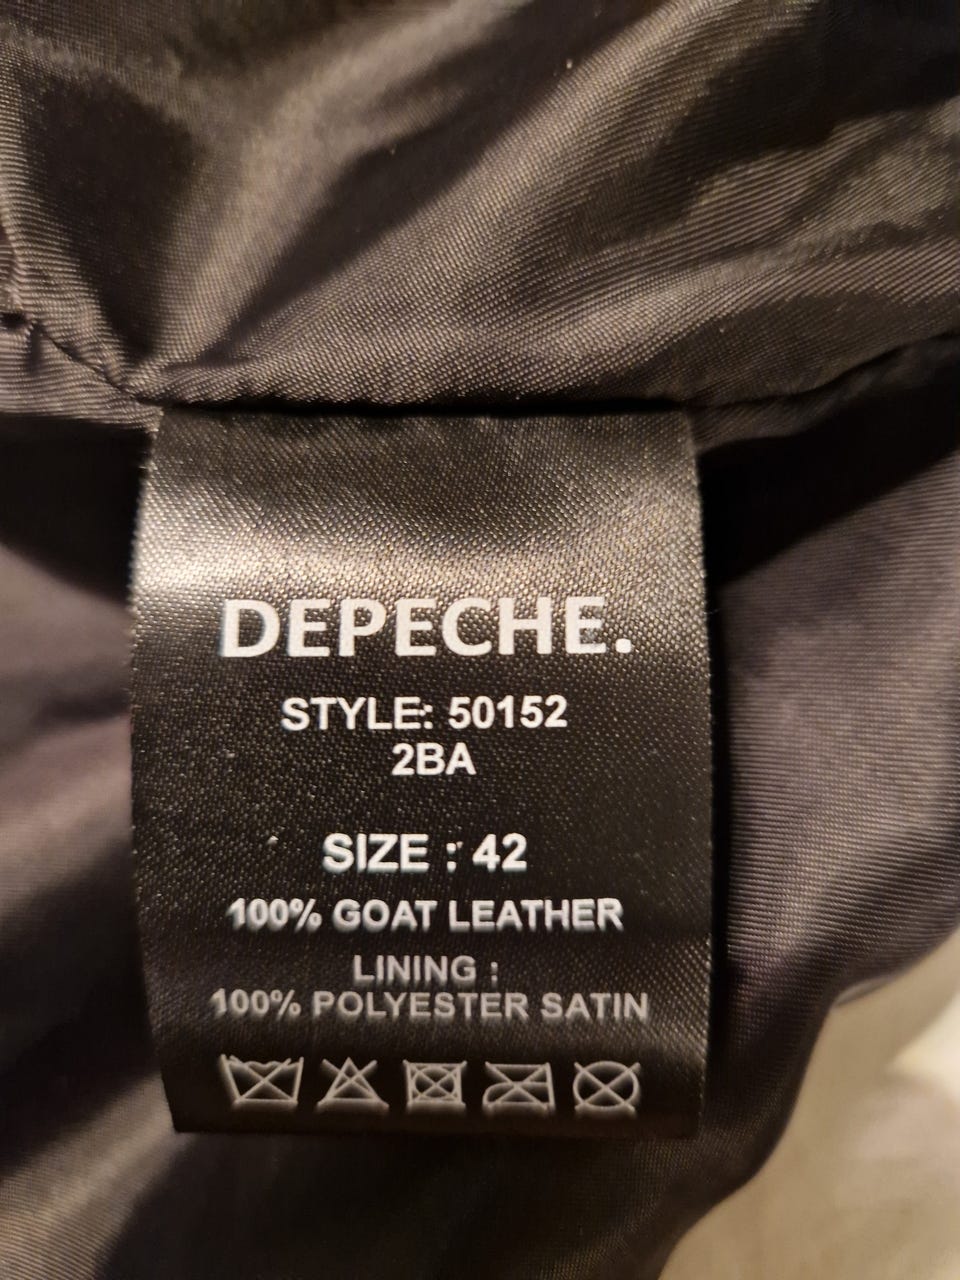 DEPECHE.
STYLE: 50152
2BA
SIZE : 42
100% GOAT LEATHER
LINING :
100% POLYESTER SATIN